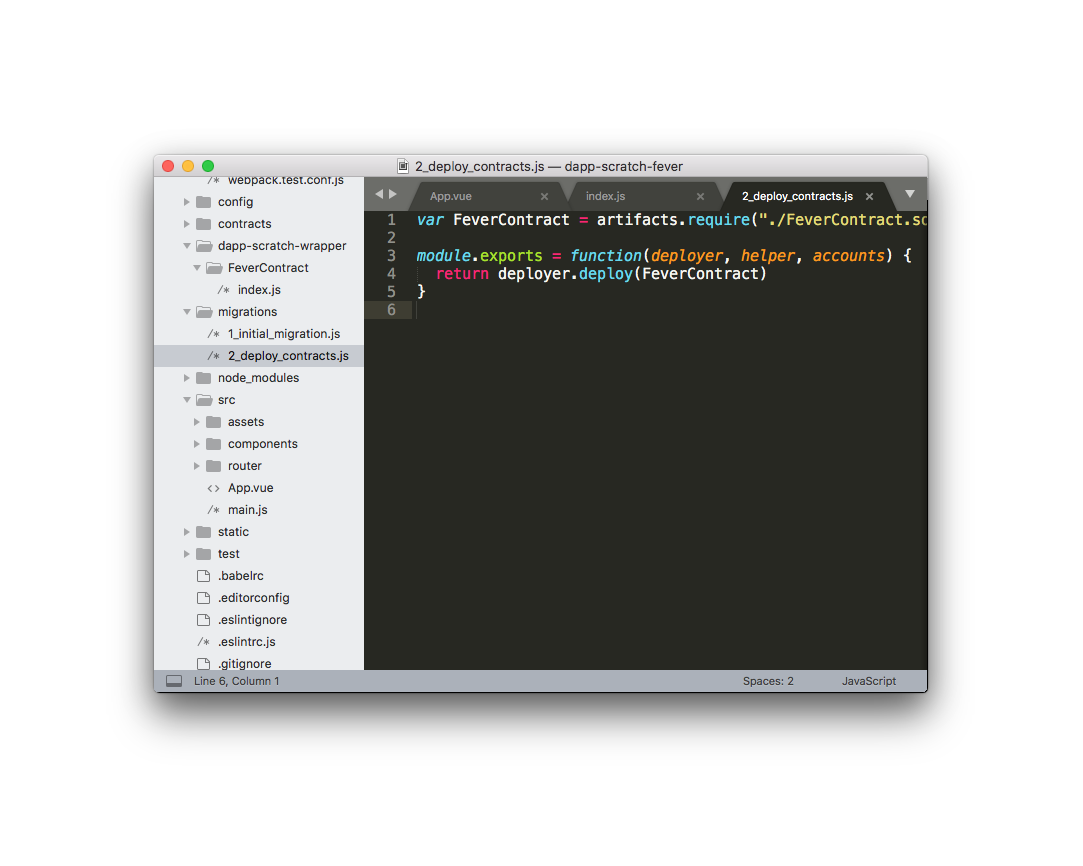 2_deploy_contracts.js — dapp-scratch-fever
/* webpack.test.conf.js
config
contracts
dapp-scratch-wrapper
FeverContract
/* index.js
migrations
/* 1_initial_migration.js
/* 2_deploy_contracts.js
node_modules
src
assets
components
router
<> App.vue
/* main.js
static
test
.babelrc
.editorconfig
.eslintignore
/* .eslintrc.js
.gitignore
App.vue × index.js × 2_deploy_contracts.js ×
1 var FeverContract = artifacts.require("./FeverContract.so
2
3 module.exports = function(deployer, helper, accounts) {
4 return deployer.deploy(FeverContract)
5 }
6
Line 6, Column 1 Spaces: 2 JavaScript